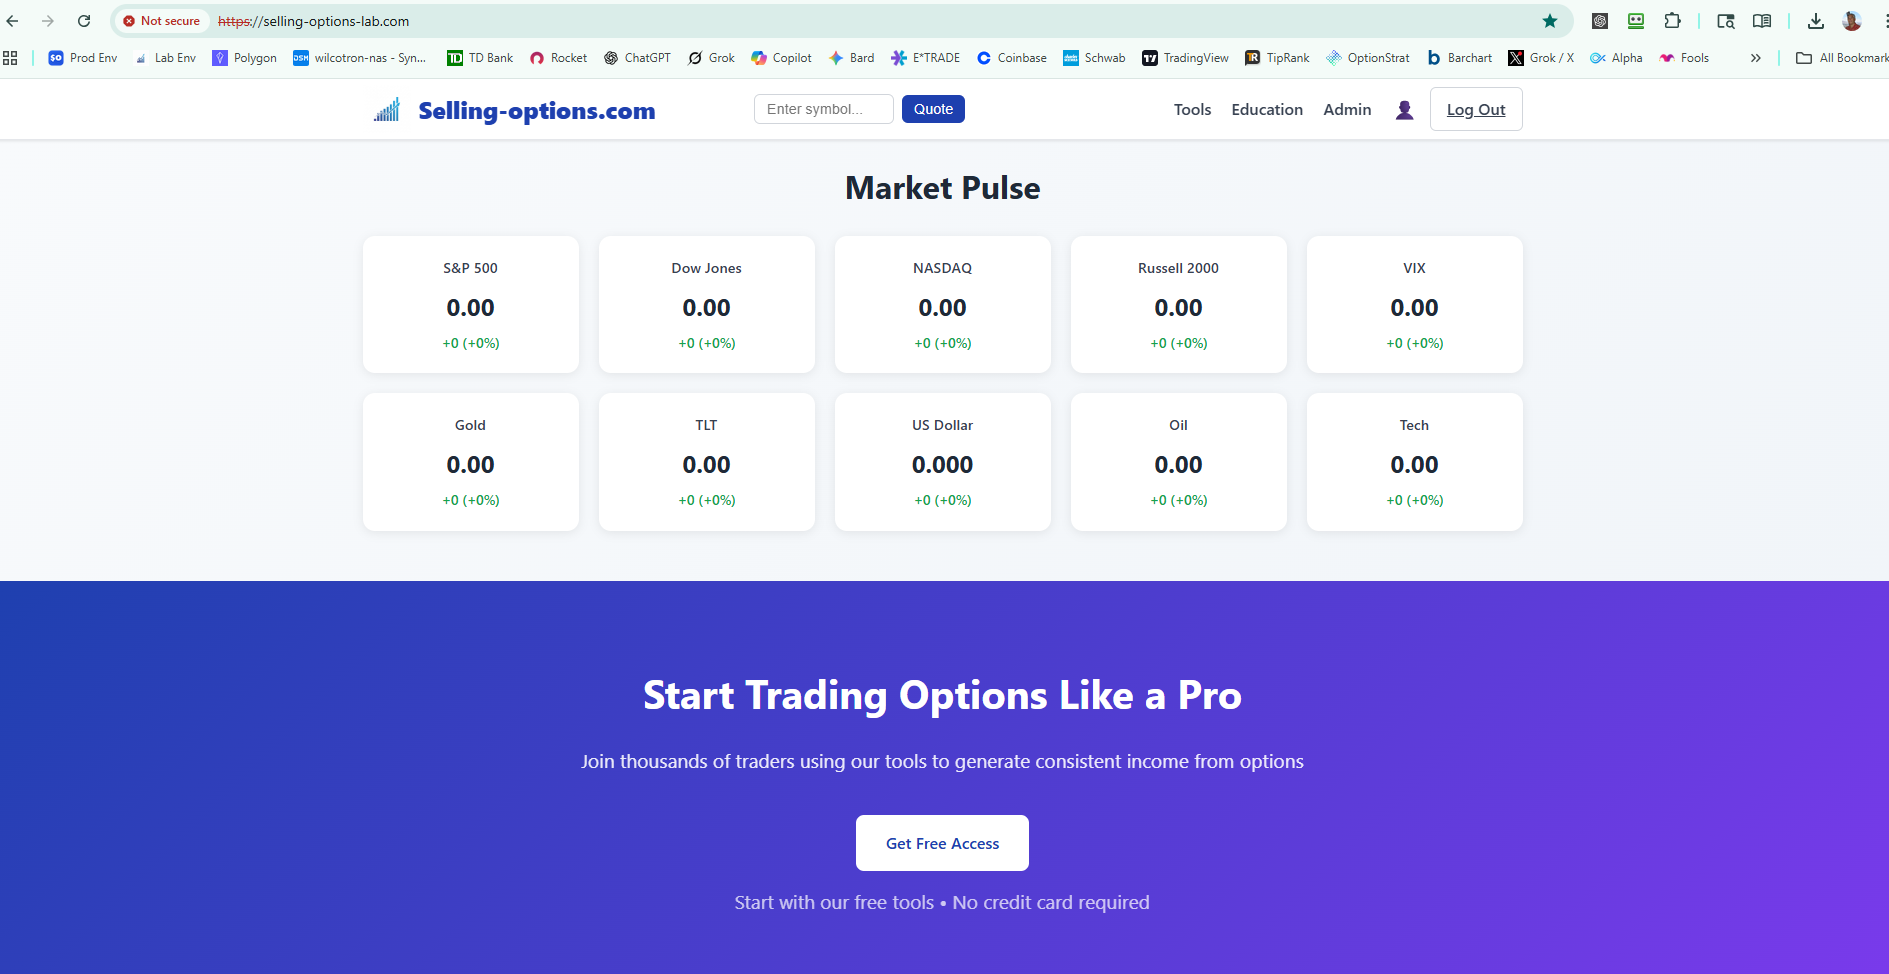 Not secure https://selling-options-lab.com
Prod Env Lab Env Polygon wilcotron-nas - Syn... TD Bank Rocket ChatGPT Grok Copilot Bard E*TRADE Coinbase Schwab TradingView TipRank OptionStrat Barchart Grok / X Alpha Fools » All Bookmark
Selling-options.com Enter symbol... Quote Tools Education Admin Log Out
Market Pulse
S&P 500 Dow Jones NASDAQ Russell 2000 VIX
0.00 0.00 0.00 0.00 0.00
+0 (+0%) +0 (+0%) +0 (+0%) +0 (+0%) +0 (+0%)
Gold TLT US Dollar Oil Tech
0.00 0.00 0.000 0.00 0.00
+0 (+0%) +0 (+0%) +0 (+0%) +0 (+0%) +0 (+0%)
Start Trading Options Like a Pro
Join thousands of traders using our tools to generate consistent income from options
Get Free Access
Start with our free tools • No credit card required